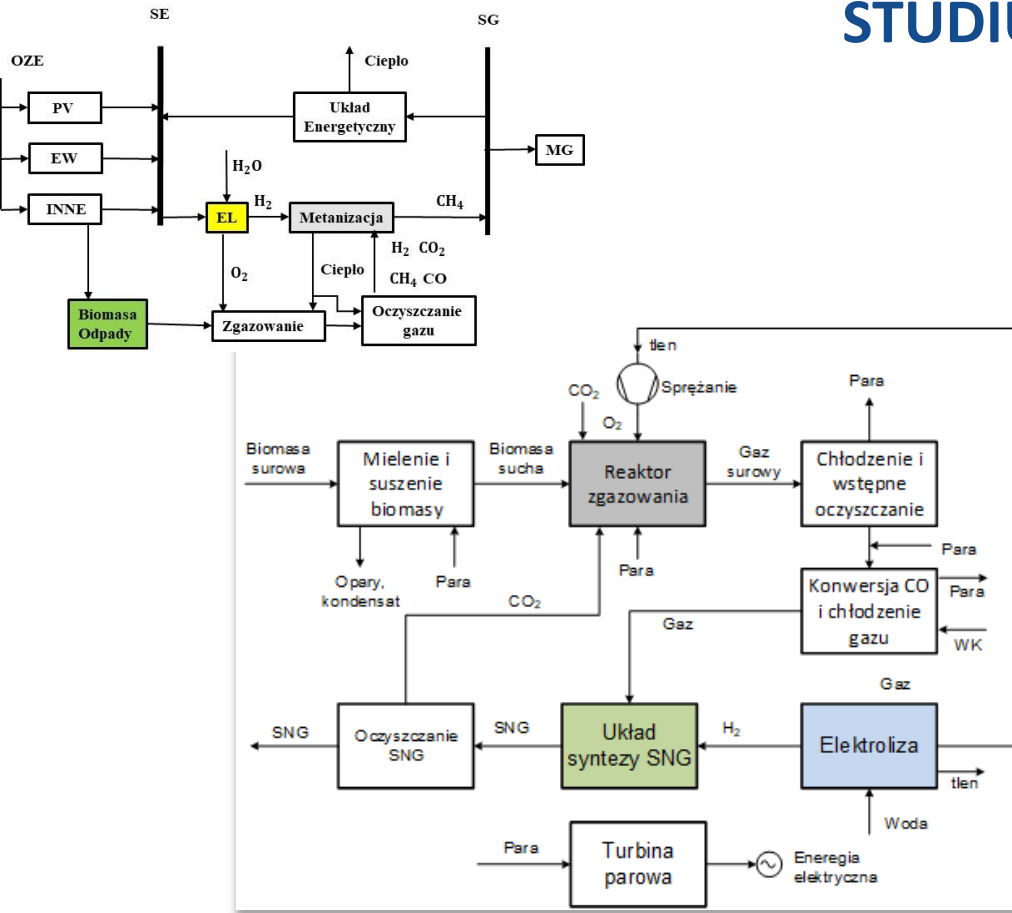 STUDIU
SE
SG
OZE
Ciepło
PV
Układ
Energetyczny
EW
MG
H₂O
INNE
EL
H₂
Metanizacja
CH₄
H₂ CO₂
O₂
Ciepło
CH₄ CO
Biomasa
Odpady
Zgazowanie
Oczyszczanie
gazu
tlen
Sprężanie
CO₂
O₂
Para
Biomasa
surowa
Mielenie i
suszenie
biomasy
Biomasa
sucha
Reaktor
zgazowania
Gaz
surowy
Chłodzenie i
wstępne
oczyszczanie
Para
Opary,
kondensat
Para
Para
CO₂
Konwersja CO
i chłodzenie
gazu
Para
WK
Gaz
Gaz
SNG
Oczyszczanie
SNG
SNG
Układ
syntezy SNG
H₂
Elektroliza
tlen
Woda
Para
Turbina
parowa
Eneregia
elektryczna